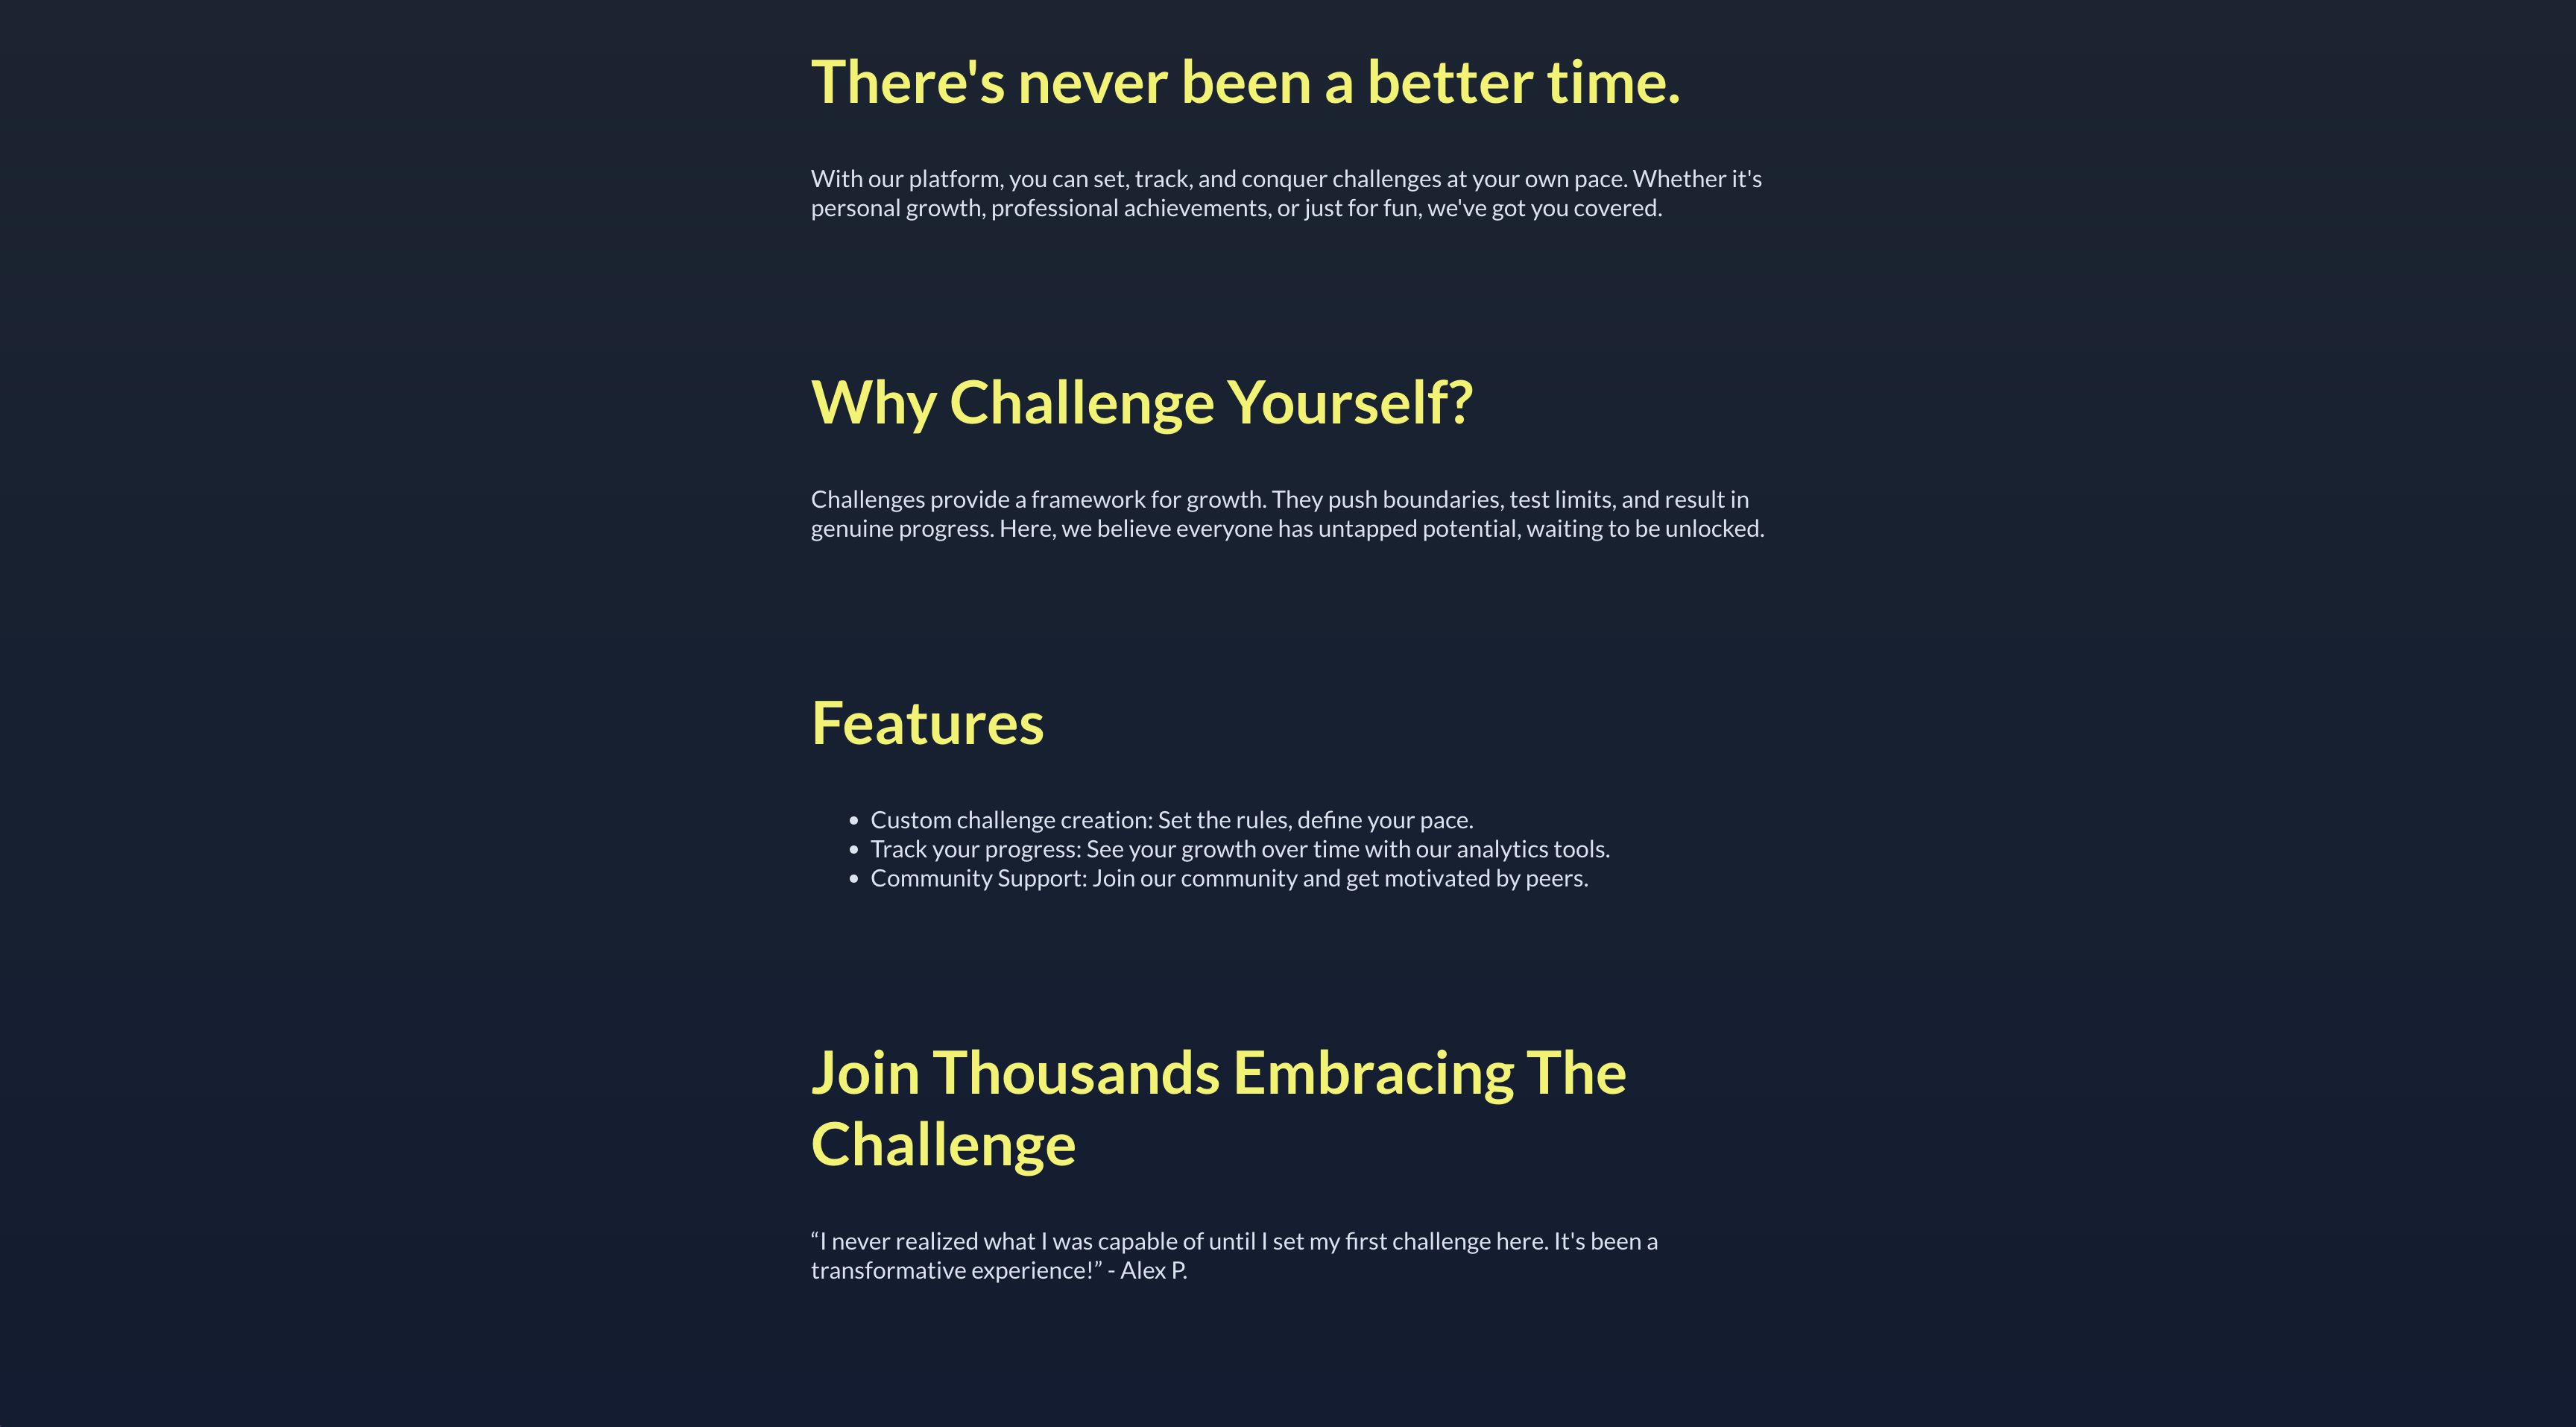 There's never been a better time.
With our platform, you can set, track, and conquer challenges at your own pace. Whether it's
personal growth, professional achievements, or just for fun, we've got you covered.
Why Challenge Yourself?
Challenges provide a framework for growth. They push boundaries, test limits, and result in
genuine progress. Here, we believe everyone has untapped potential, waiting to be unlocked.
Features
• Custom challenge creation: Set the rules, define your pace.
• Track your progress: See your growth over time with our analytics tools.
• Community Support: Join our community and get motivated by peers.
Join Thousands Embracing The
Challenge
“I never realized what I was capable of until I set my first challenge here. It's been a
transformative experience!” - Alex P.